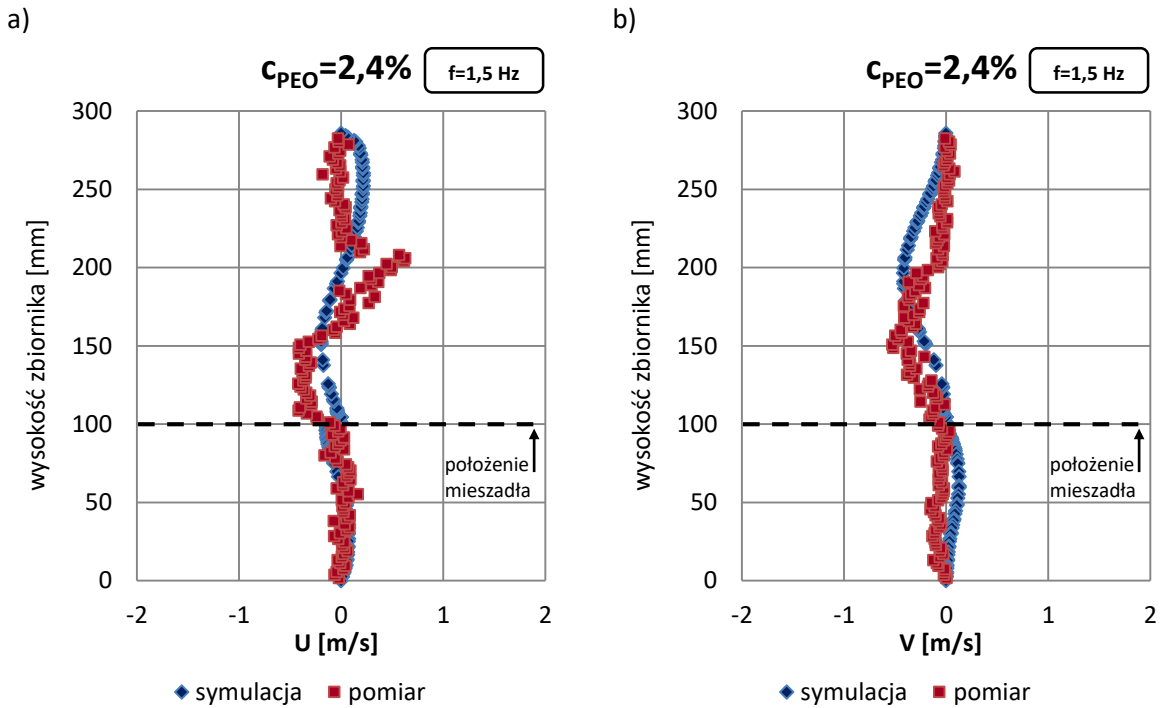 a)
c_PEO=2,4%
f=1,5 Hz
wysokość zbiornika [mm]
300
250
200
150
100
50
0
położenie
mieszadła
-2 -1 0 1 2
U [m/s]
symulacja pomiar
b)
c_PEO=2,4%
f=1,5 Hz
wysokość zbiornika [mm]
300
250
200
150
100
50
0
położenie
mieszadła
-2 -1 0 1 2
V [m/s]
symulacja pomiar